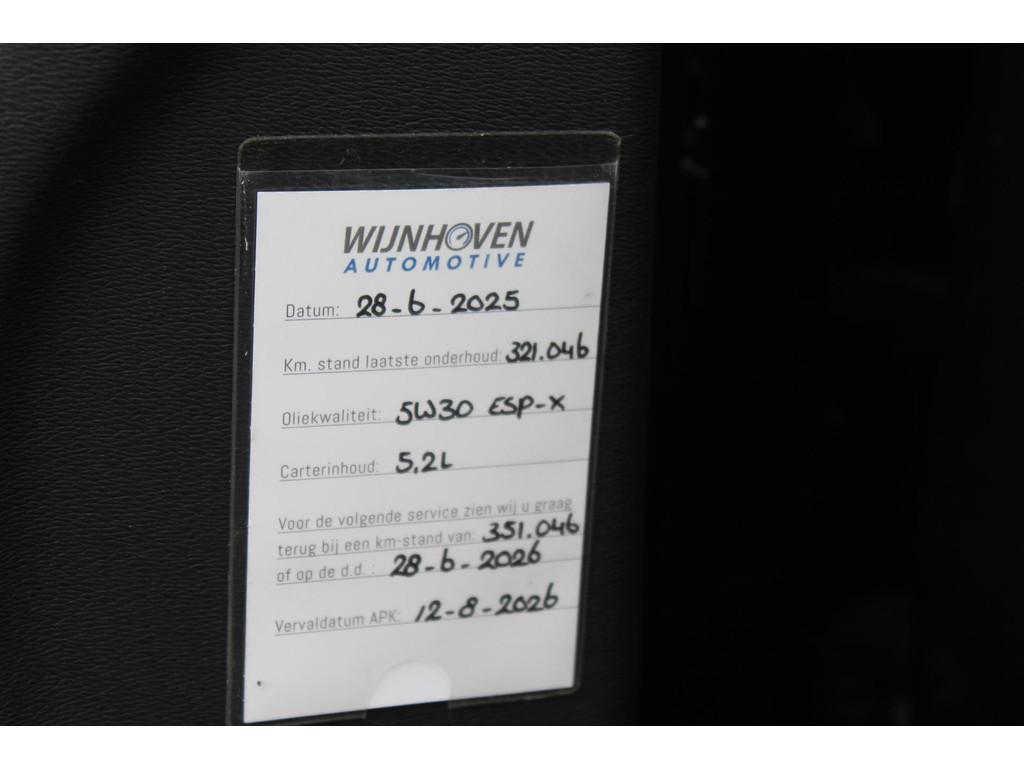 WIJNHOVEN
AUTOMOTIVE
Datum: 28-6-2025
Km. stand laatste onderhoud: 321.046
Oliekwaliteit: 5W30 ESP-X
Carterinhoud: 5,2L
Voor de volgende service zien wij u graag
terug bij een km-stand van: 351.046
of op de d.d. : 28-6-2026
Vervaldatum APK: 12-8-2026